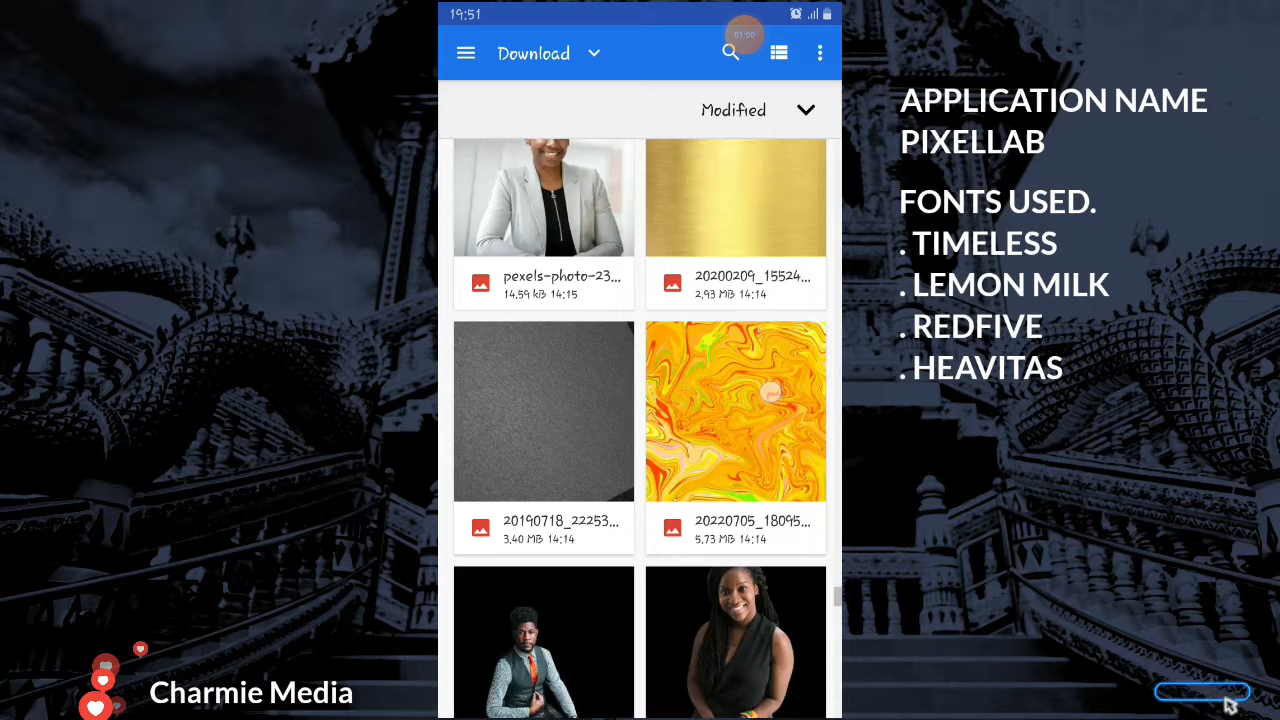 19:51
01:00
Download
Modified
pexels-photo-23...
14.59 kB 14:15
20200209_15524...
2.93 MB 14:14
20190718_22253...
3.40 MB 14:14
20220705_18095...
5.73 MB 14:14
APPLICATION NAME
PIXELLAB
FONTS USED.
. TIMELESS
. LEMON MILK
. REDFIVE
. HEAVITAS
Charmie Media